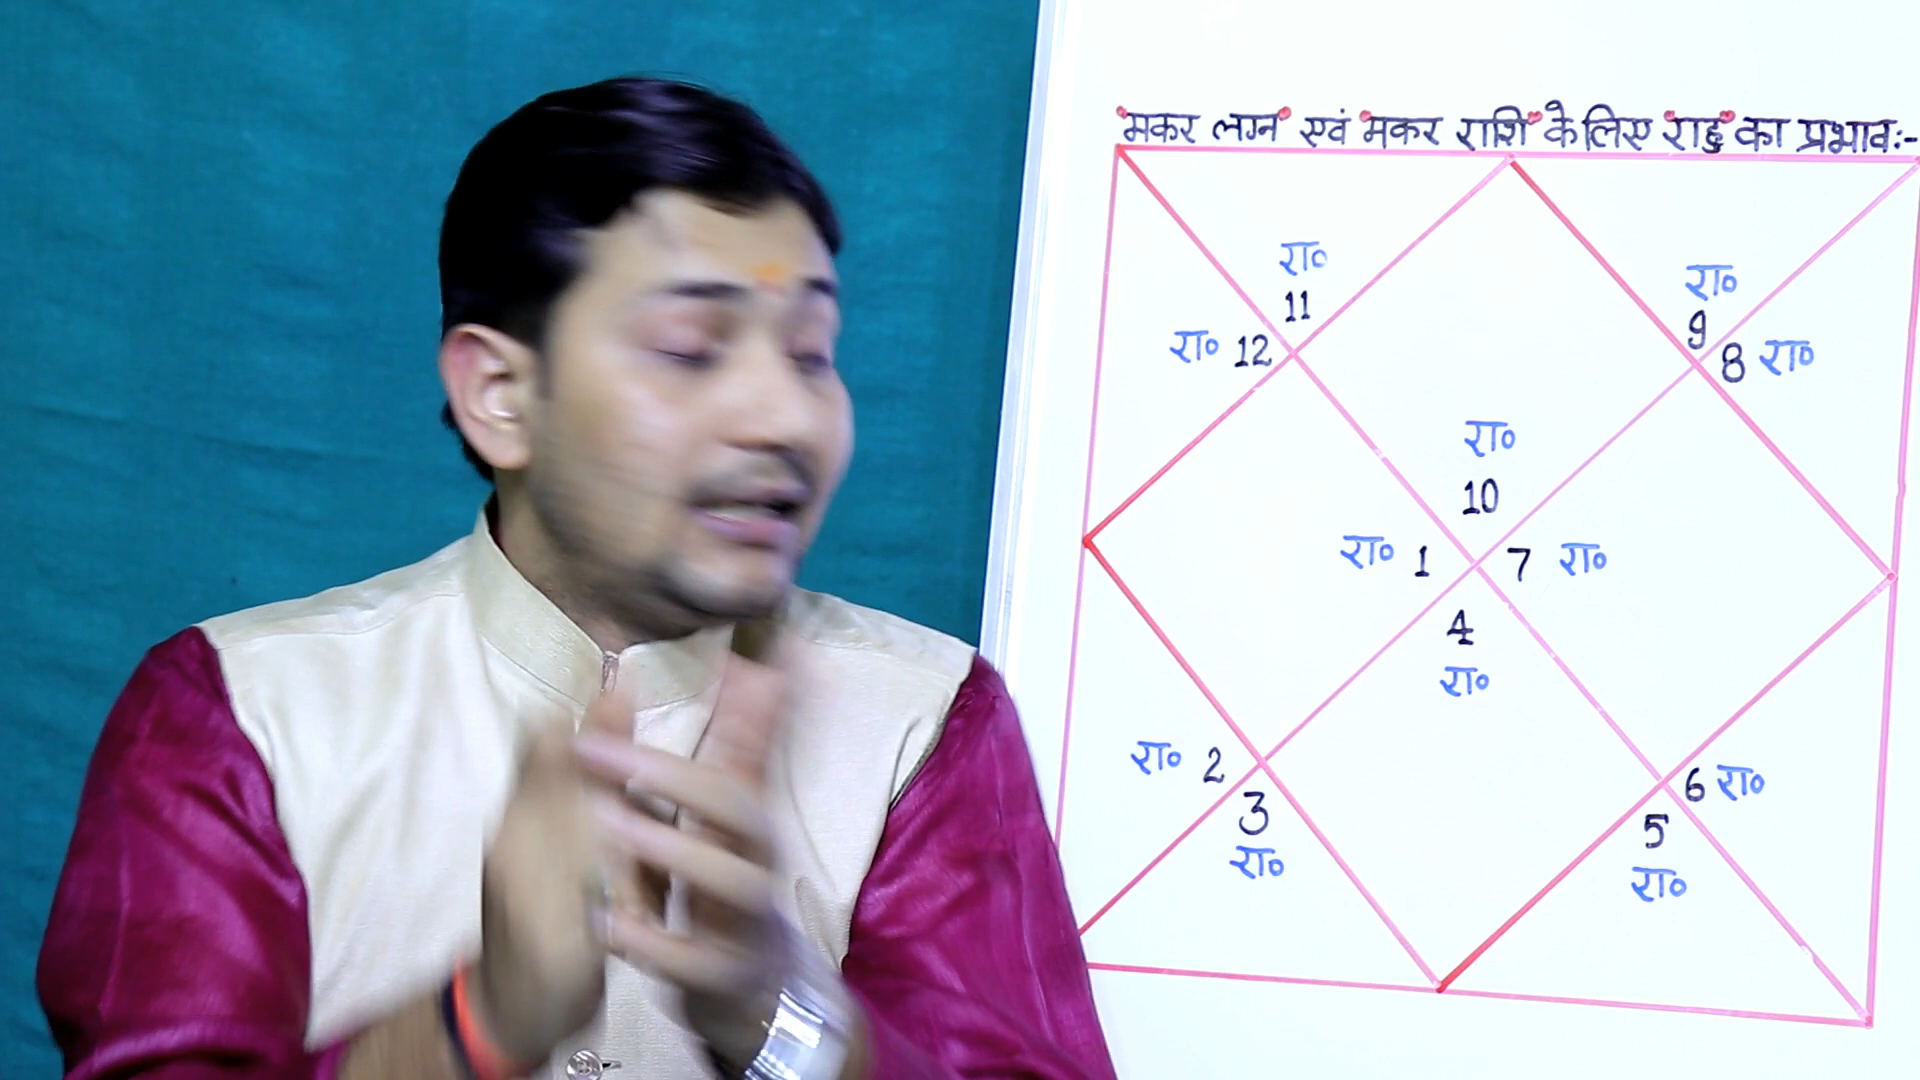 मकर लग्न एवं मकर राशि के लिए राहु का प्रभाव:-
रा०
11
रा०
9
रा० 12
8 रा०
रा०
10
रा० 1
7 रा०
4
रा०
रा० 2
3
रा०
6 रा०
5
रा०